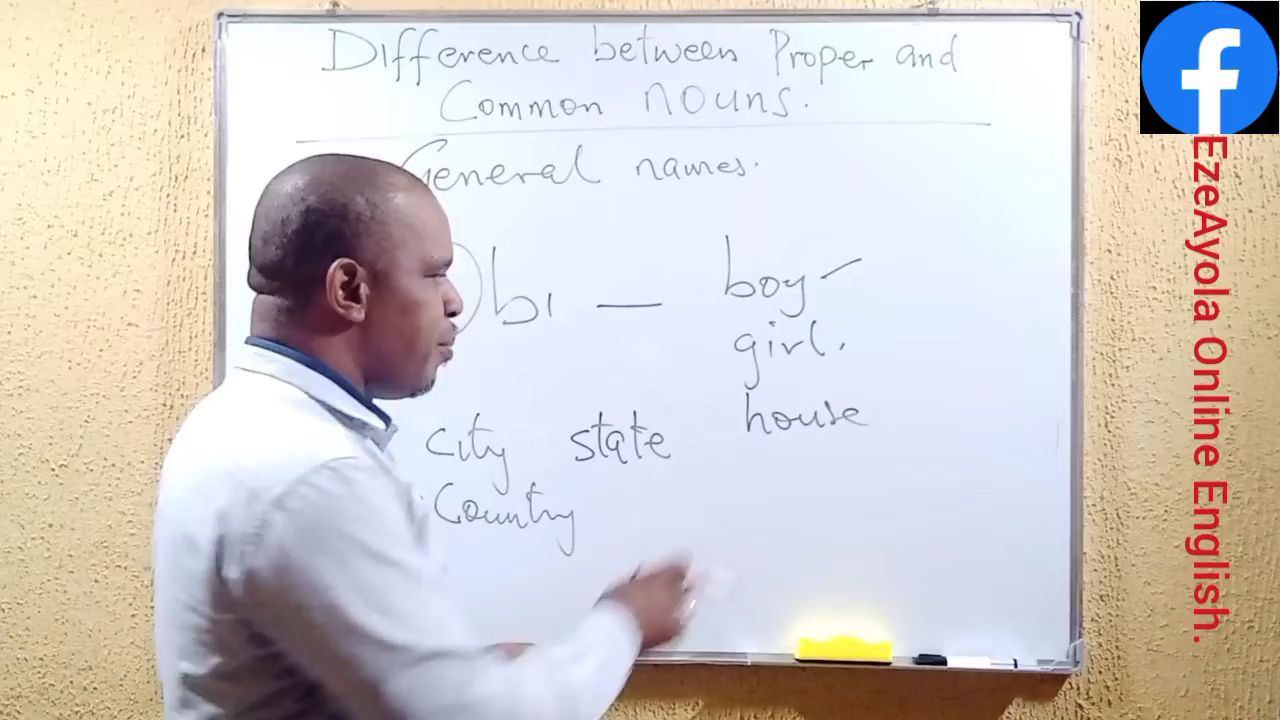 Difference between Proper and
Common nouns.
General names.
Obi — boy
girl.
house
city state
Country
EzeAyola Online English.